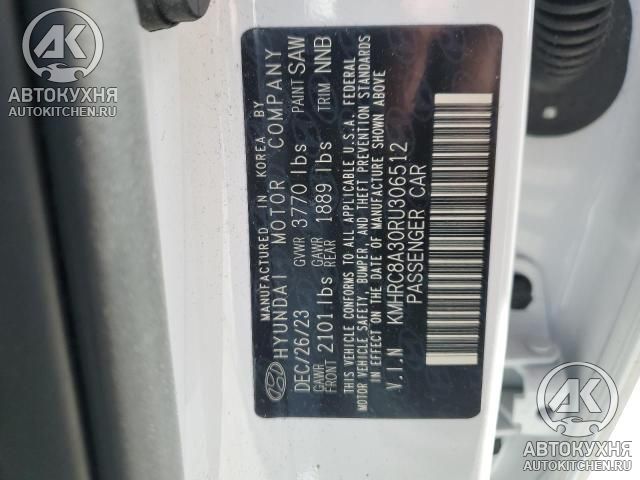 MANUFACTURED IN KOREA BY
HYUNDAI MOTOR COMPANY
DEC/26/23 GVWR 3770 lbs PAINT SAW
GAWR FRONT 2101 lbs GAWR REAR 1889 lbs TRIM NNB
THIS VEHICLE CONFORMS TO ALL APPLICABLE U.S.A. FEDERAL
MOTOR VEHICLE SAFETY, BUMPER, AND THEFT PREVENTION STANDARDS
IN EFFECT ON THE DATE OF MANUFACTURE SHOWN ABOVE
V.I.N KMHRC8A30RU306512
PASSENGER CAR
АК
АВТОКУХНЯ
AUTOKITCHEN.RU
АК
АВТОКУХНЯ
AUTOKITCHEN.RU